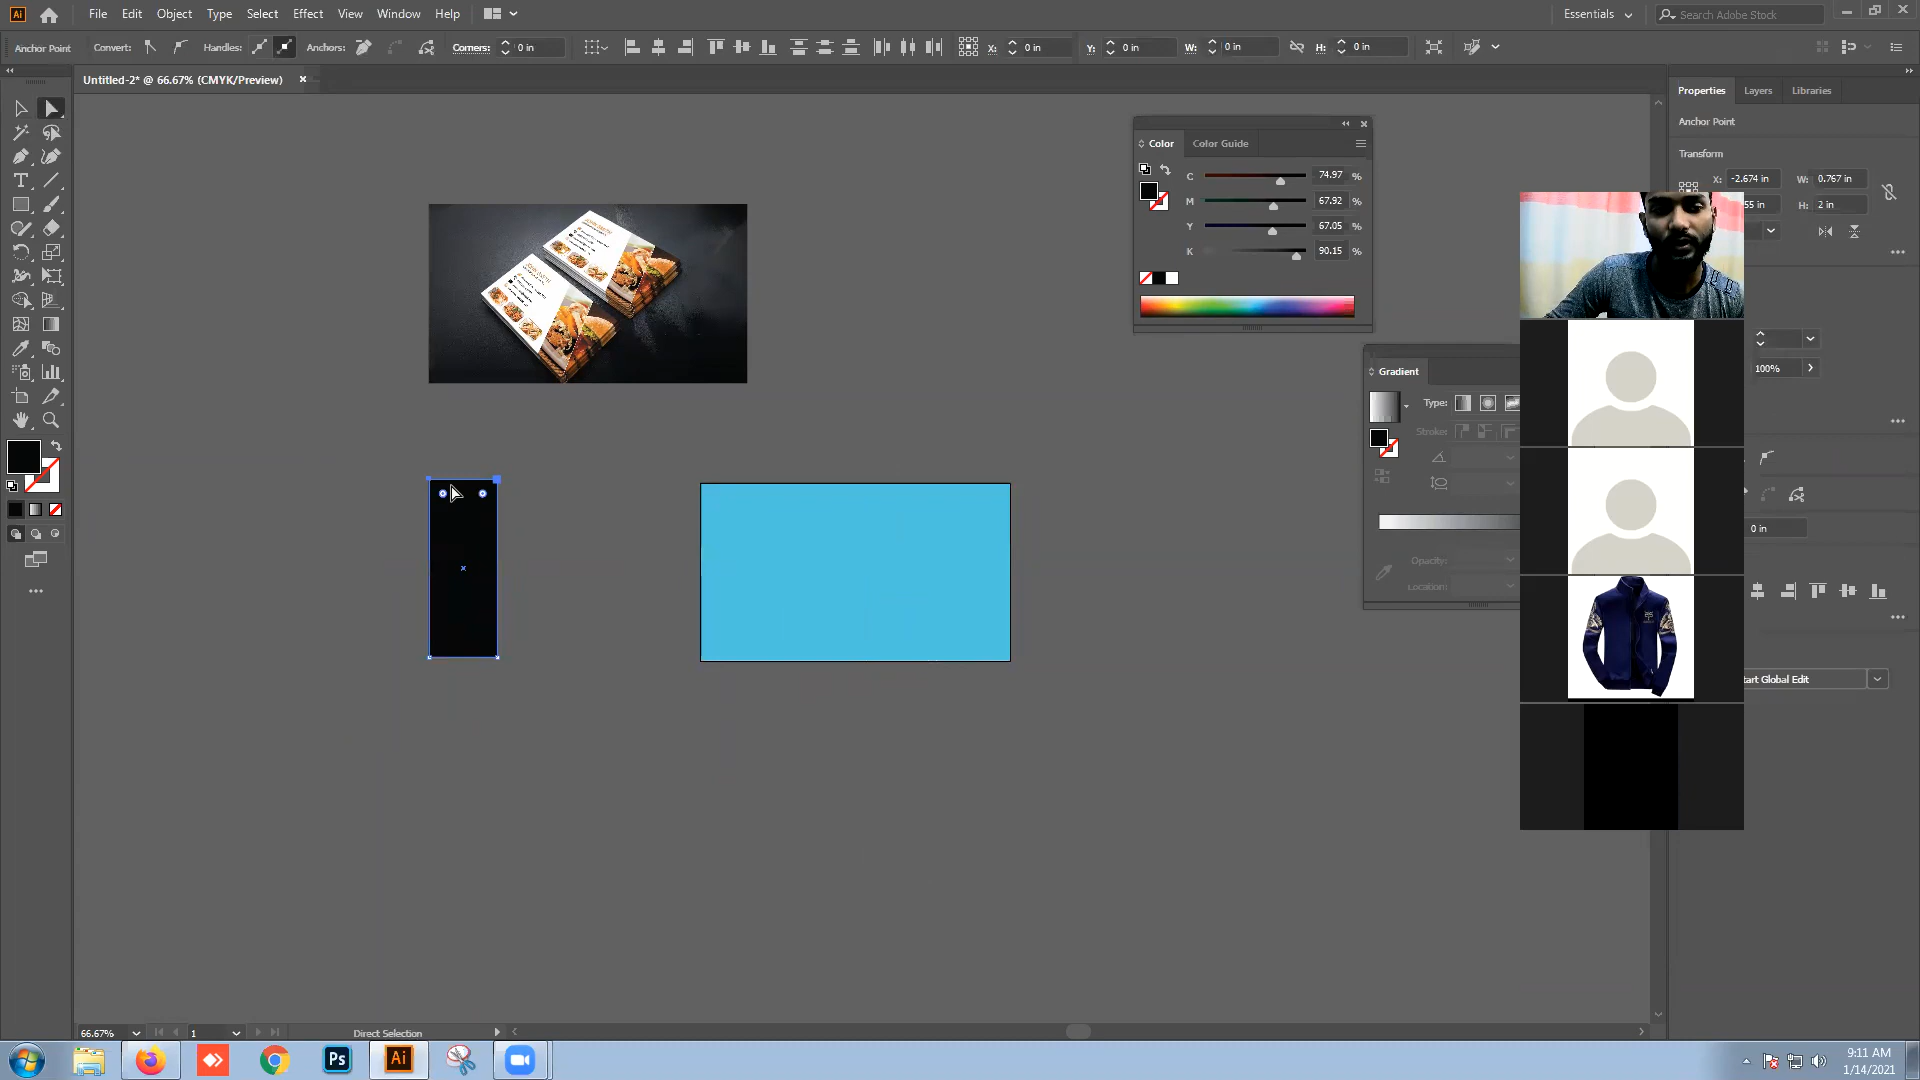 Ai File Edit Object Type Select Effect View Window Help Essentials Search Adobe Stock
Anchor Point Convert: Handles: Anchors: Corners: 0 in X: 0 in Y: 0 in W: 0 in H: 0 in
Untitled-2* @ 66.67% (CMYK/Preview)
Properties Layers Libraries
Anchor Point
Transform
X: -2.674 in W: 0.767 in
55 in H: 2 in
Color Color Guide
C 74.97 %
M 67.92 %
Y 67.05 %
K 90.15 %
Gradient
Type:
Stroke:
Opacity:
Location:
100%
0 in
tart Global Edit
66.67% 1 Direct Selection
Ps Ai
9:11 AM
1/14/2021